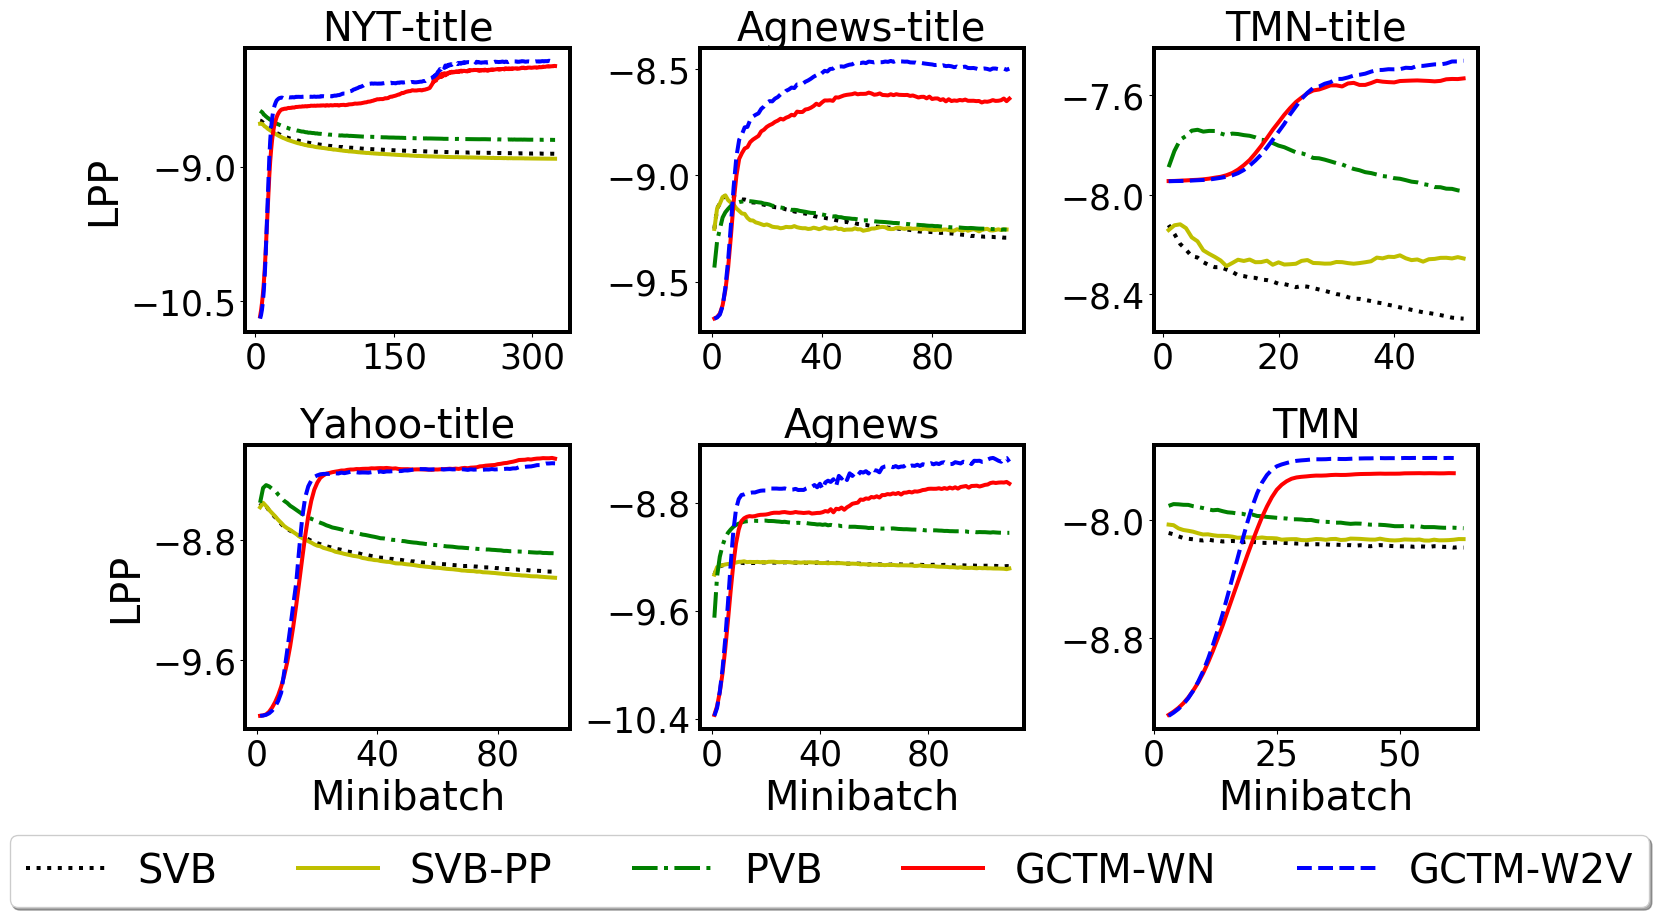 NYT-title Agnews-title TMN-title
LPP
−9.0
−10.5
0 150 300
−8.5
−9.0
−9.5
0 40 80
−7.6
−8.0
−8.4
0 20 40
Yahoo-title Agnews TMN
LPP
−8.8
−9.6
0 40 80
Minibatch
−8.8
−9.6
−10.4
0 40 80
Minibatch
−8.0
−8.8
0 25 50
Minibatch
SVB SVB-PP PVB GCTM-WN GCTM-W2V